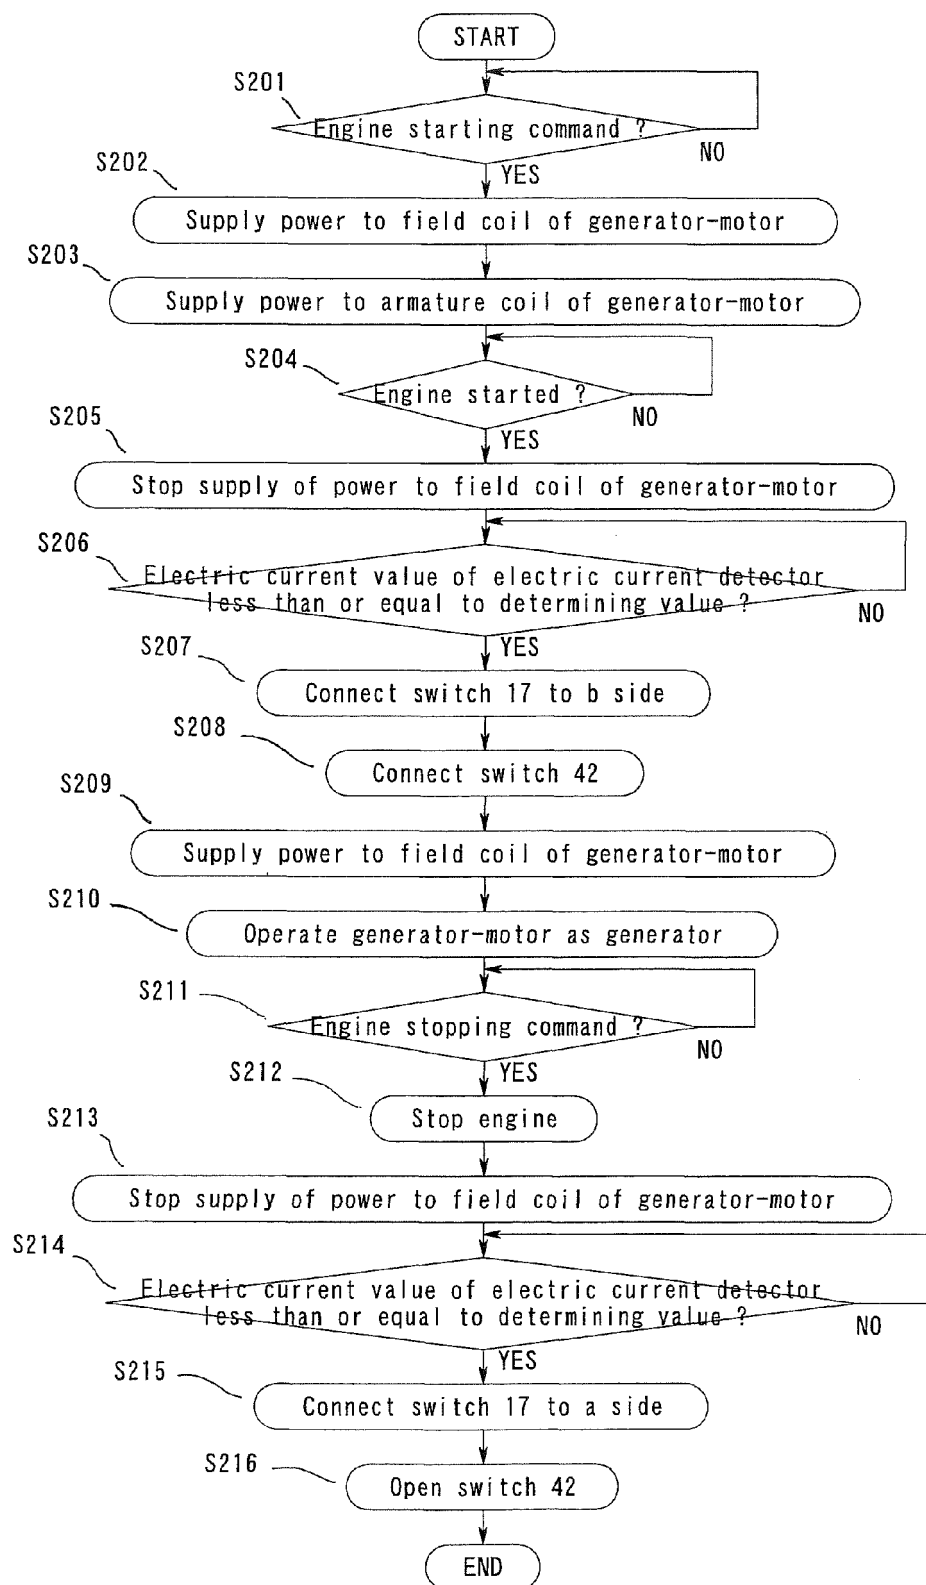 START
S201
Engine starting command ?
NO
YES
S202
Supply power to field coil of generator-motor
S203
Supply power to armature coil of generator-motor
S204
Engine started ?
NO
YES
S205
Stop supply of power to field coil of generator-motor
S206
Electric current value of electric current detector
less than or equal to determining value ?
NO
YES
S207
Connect switch 17 to b side
S208
Connect switch 42
S209
Supply power to field coil of generator-motor
S210
Operate generator-motor as generator
S211
Engine stopping command ?
NO
YES
S212
Stop engine
S213
Stop supply of power to field coil of generator-motor
S214
Electric current value of electric current detector
less than or equal to determining value ?
NO
YES
S215
Connect switch 17 to a side
S216
Open switch 42
END